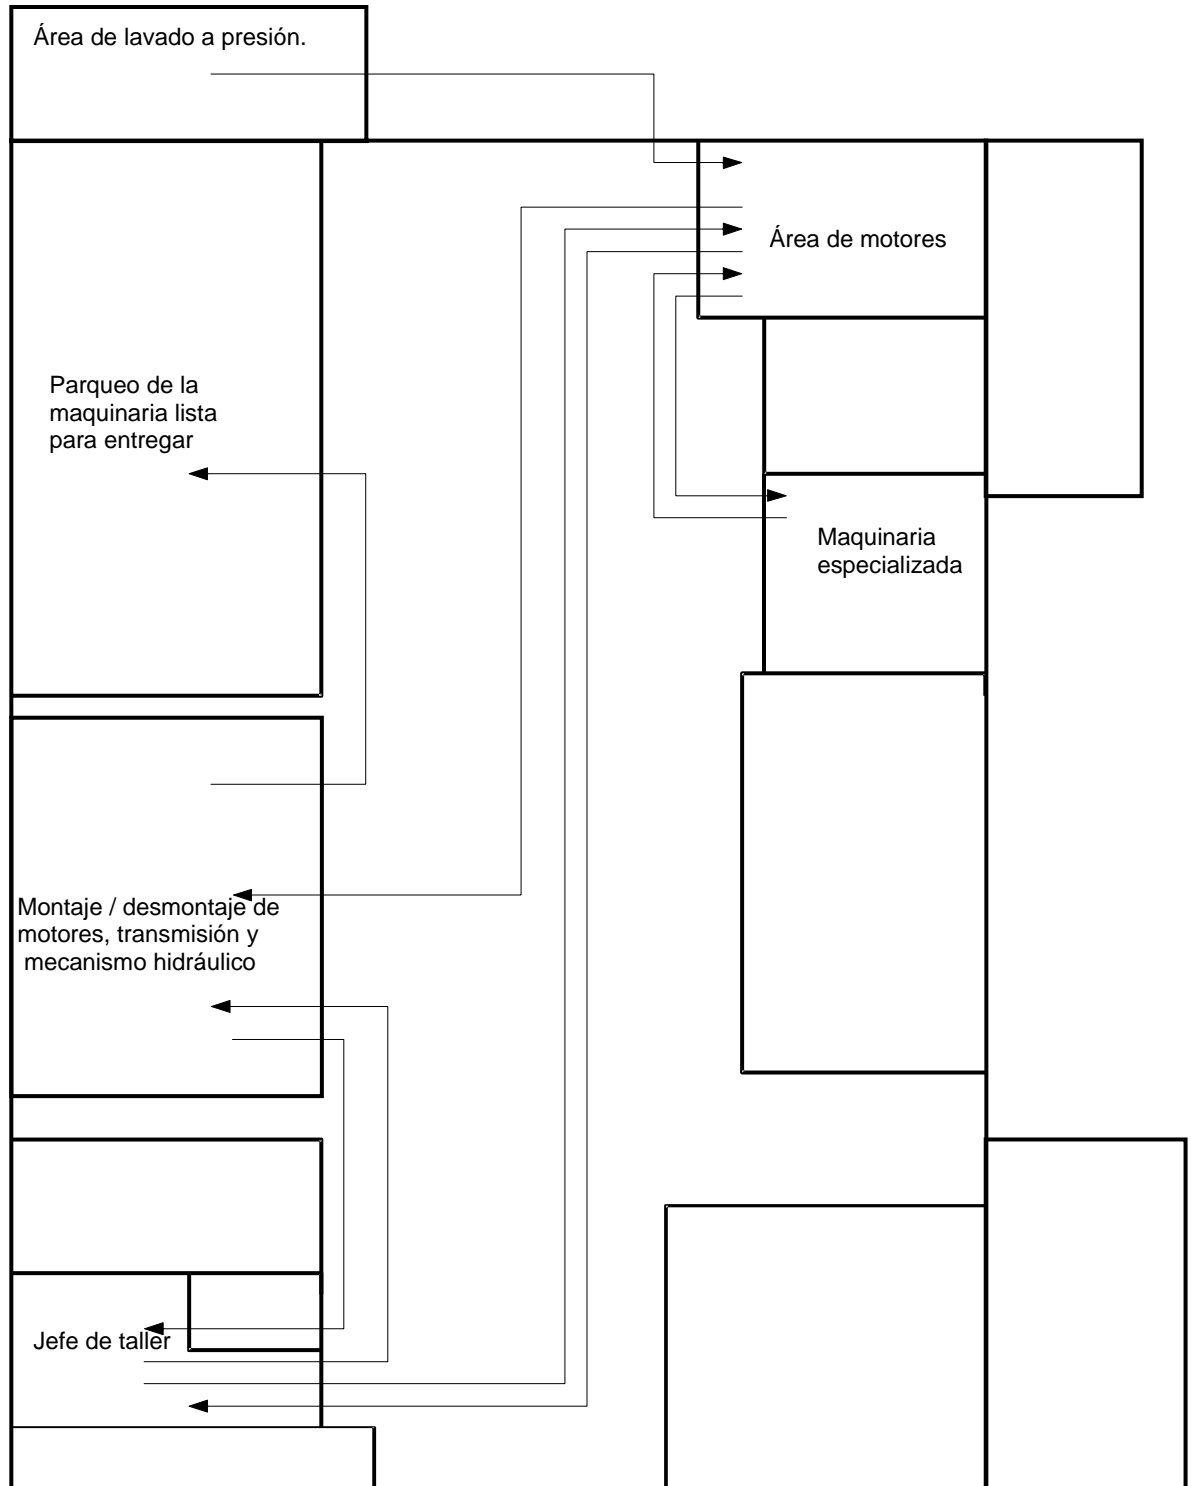 Área de lavado a presión.
Área de motores
Parqueo de la
maquinaria lista
para entregar
Maquinaria
especializada
Montaje / desmontaje de
motores, transmisión y
mecanismo hidráulico
Jefe de taller